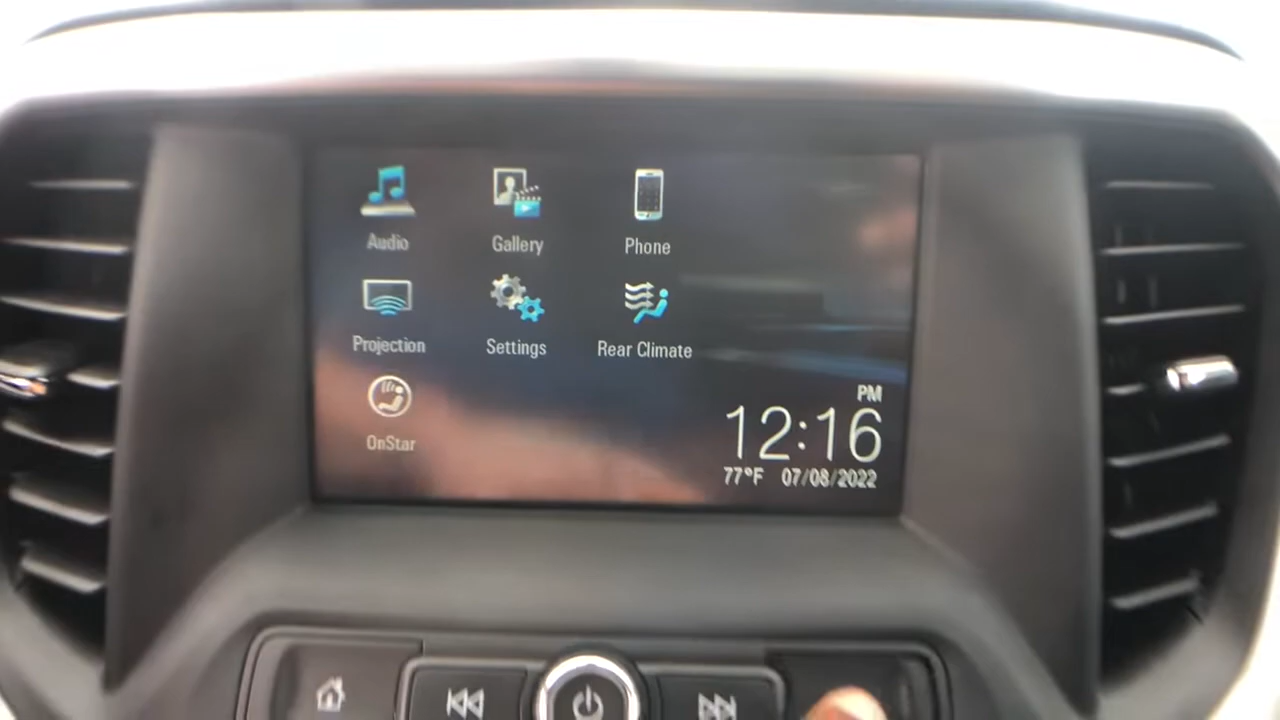 Audio
Gallery
Phone
Projection
Settings
Rear Climate
OnStar
PM
12:16
77°F 07/08/2022